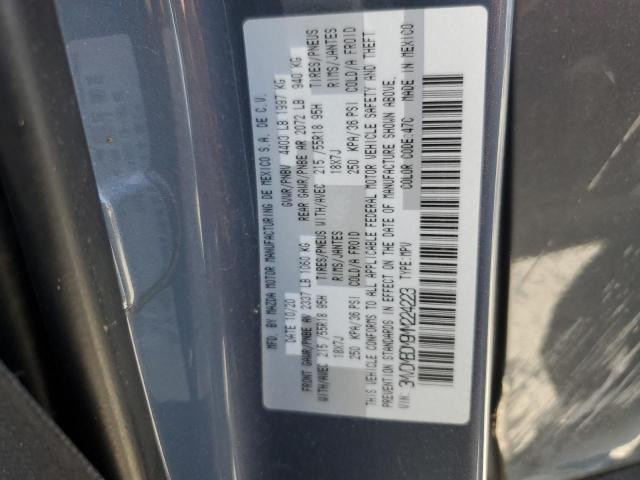 MFD. BY MAZDA MOTOR MANUFACTURING DE MEXICO S.A. DE C.V.
DATE 10/20 GVWR/PNBV 4403 LB 1997 KG
FRONT GAWR/PNBE AV 2337 LB 1060 KG REAR GAWR/PNBE AR 2072 LB 940 KG
WITH/AVEC 215/55R18 95H TIRES/PNEUS WITH/AVEC 215/55R18 95H TIRES/PNEUS
18X7J RIMS/JANTES 18X7J RIMS/JANTES
250 KPA/36 PSI COLD/A FROID 250 KPA/36 PSI COLD/A FROID
THIS VEHICLE CONFORMS TO ALL APPLICABLE FEDERAL MOTOR VEHICLE SAFETY AND THEFT
PREVENTION STANDARDS IN EFFECT ON THE DATE OF MANUFACTURE SHOWN ABOVE.
VIN: TYPE:MPV COLOR CODE:47C MADE IN MEXICO